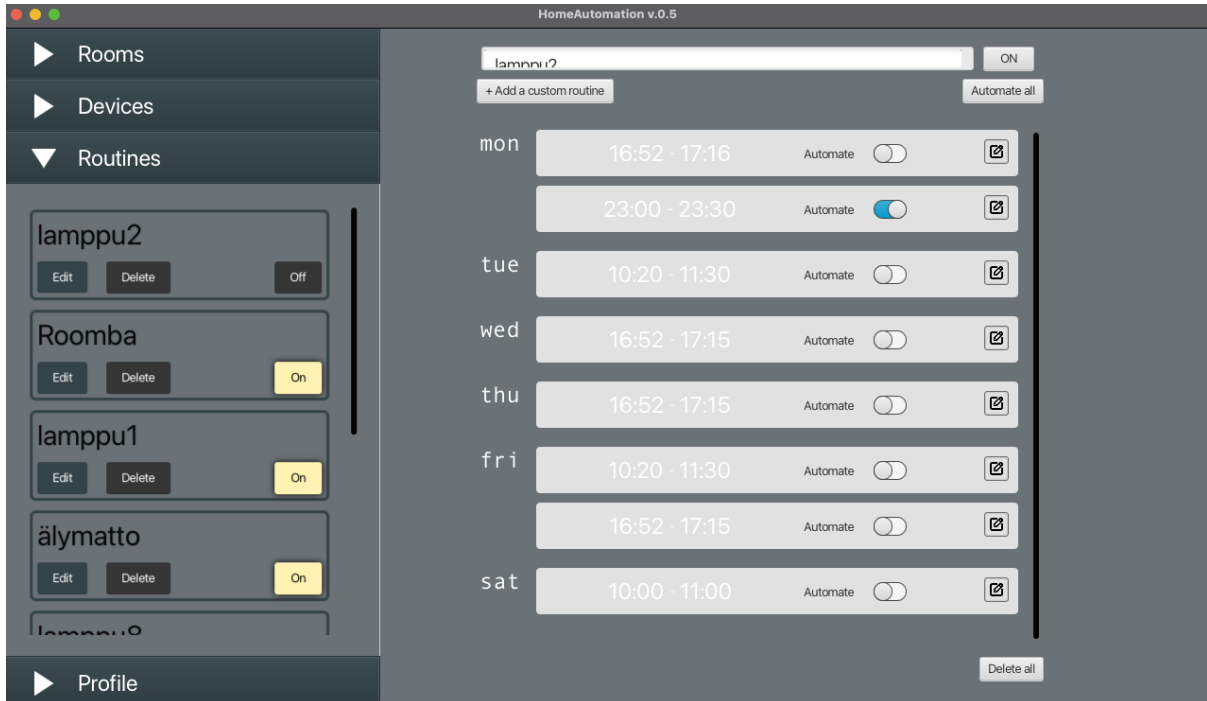 HomeAutomation v.0.5
Rooms
Devices
Routines
lamppu2
Edit Delete Off
Roomba
Edit Delete On
lamppu1
Edit Delete On
älymatto
Edit Delete On
lamppu8
Profile
lamppu2 ON
+ Add a custom routine Automate all
mon 16:52 - 17:16 Automate
23:00 - 23:30 Automate
tue 10:20 - 11:30 Automate
wed 16:52 - 17:15 Automate
thu 16:52 - 17:15 Automate
fri 10:20 - 11:30 Automate
16:52 - 17:15 Automate
sat 10:00 - 11:00 Automate
Delete all